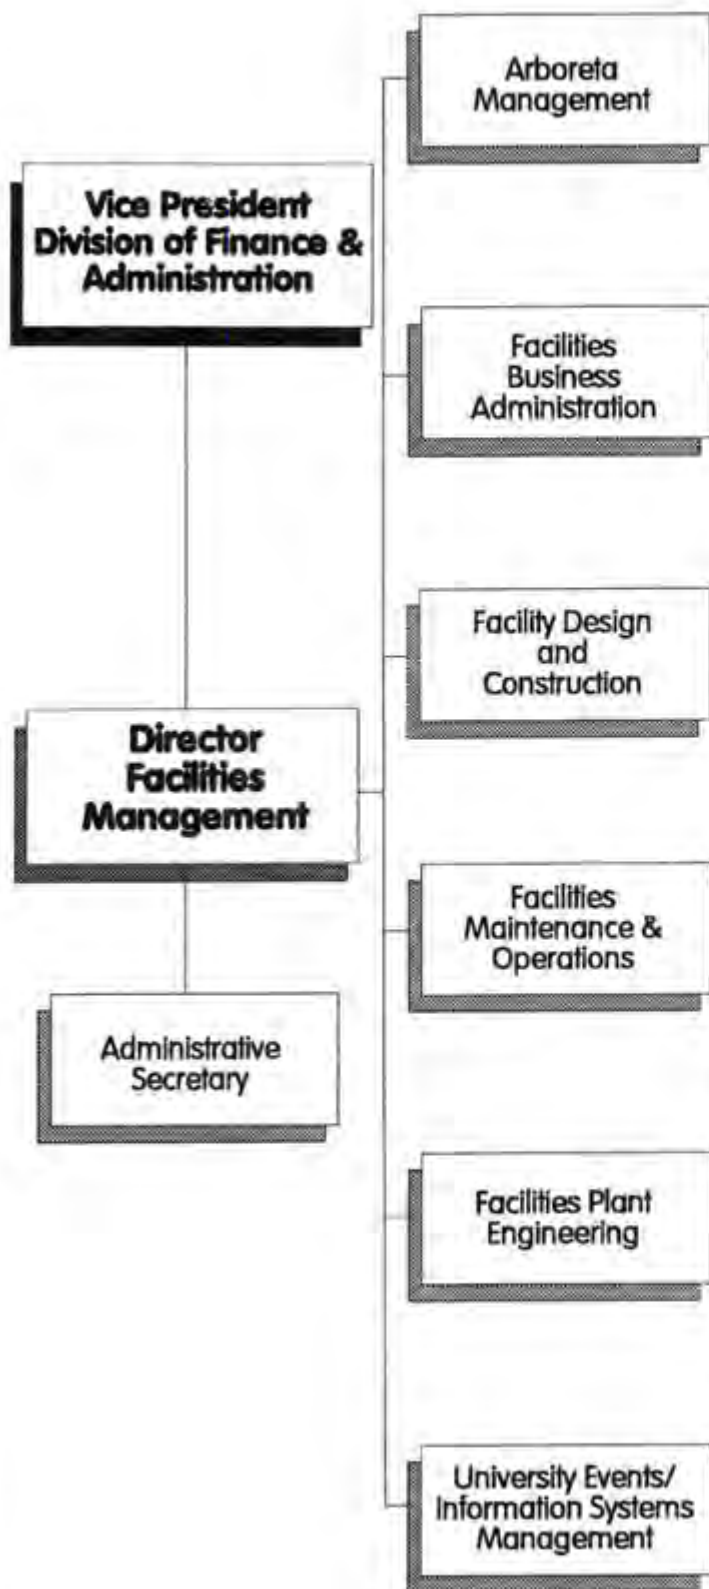 Arboreta
Management
Vice President
Division of Finance &
Administration
Facilities
Business
Administration
Facility Design
and
Construction
Director
Facilities
Management
Facilities
Maintenance &
Operations
Administrative
Secretary
Facilities Plant
Engineering
University Events/
Information Systems
Management